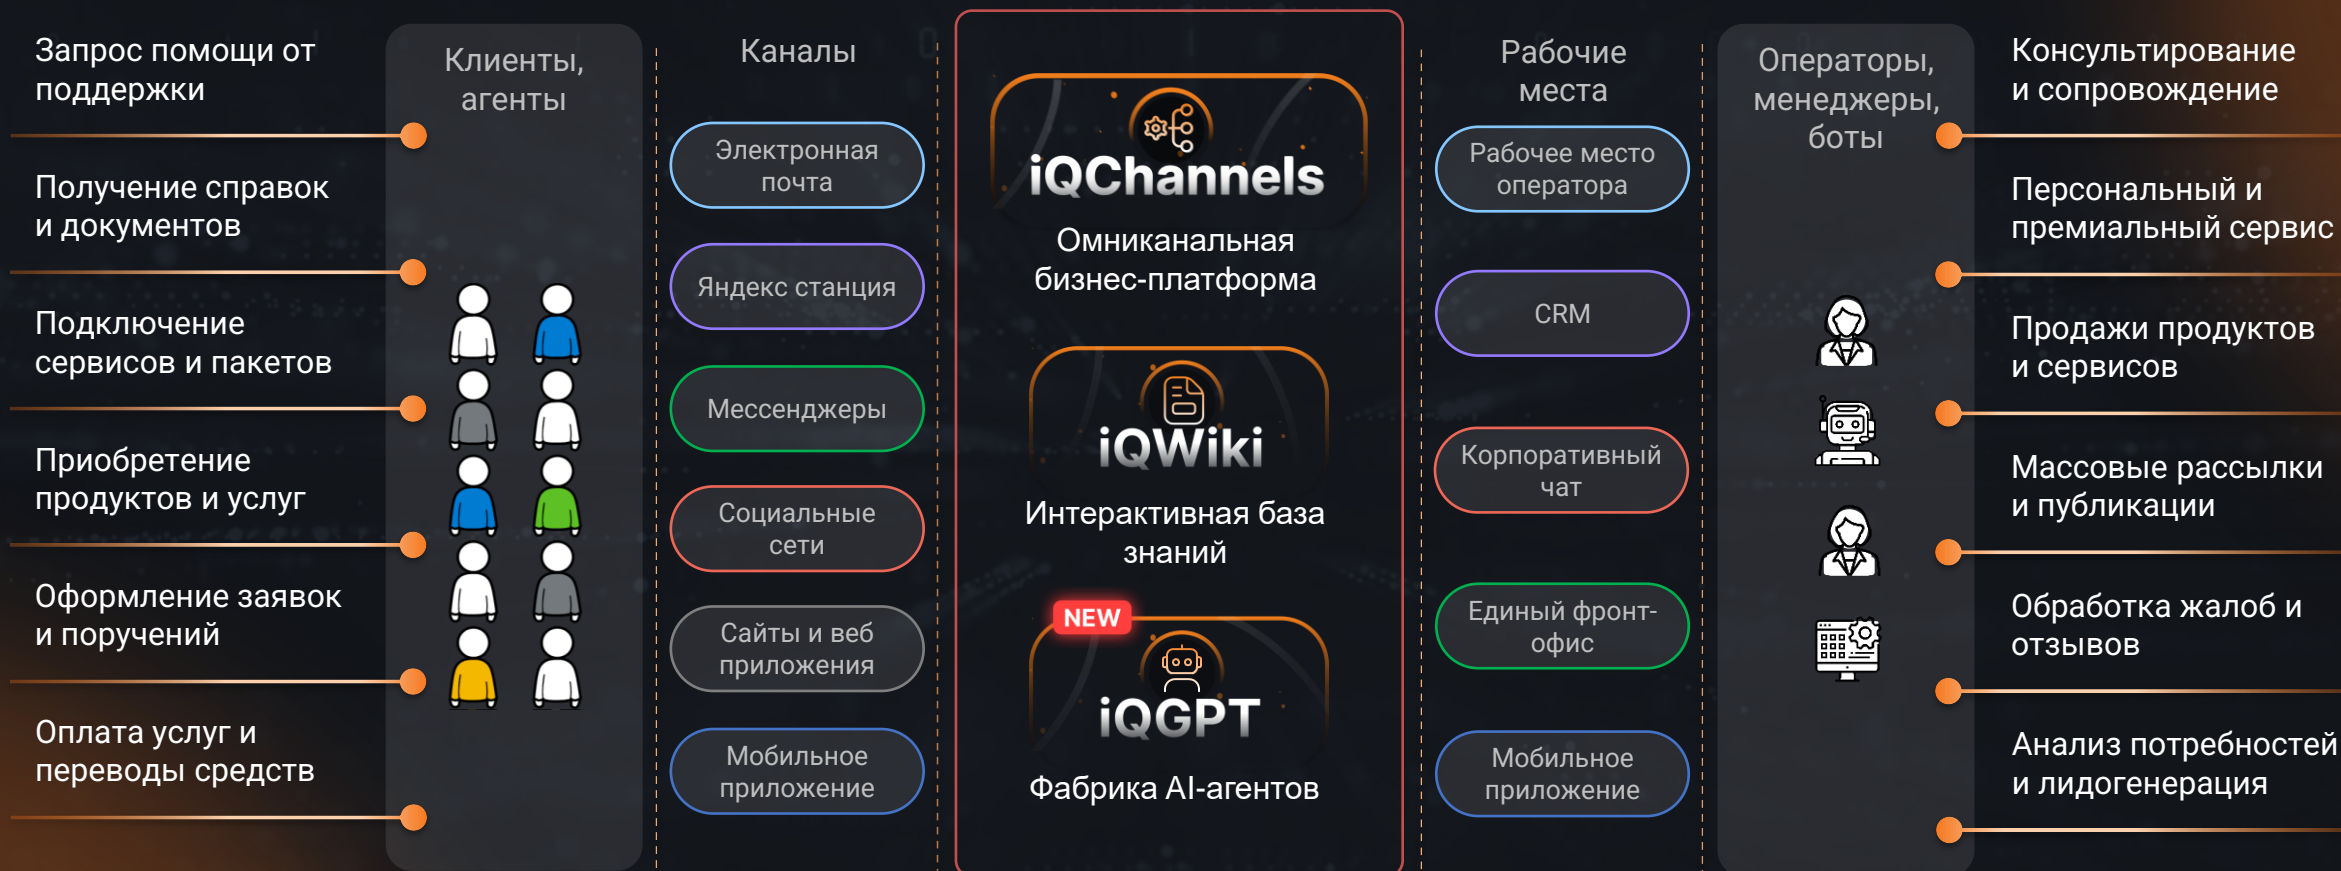 Запрос помощи от
поддержки
Получение справок
и документов
Подключение
сервисов и пакетов
Приобретение
продуктов и услуг
Оформление заявок
и поручений
Оплата услуг и
переводы средств
Клиенты,
агенты
Каналы
Электронная
почта
Яндекс станция
Мессенджеры
Социальные
сети
Сайты и веб
приложения
Мобильное
приложение
iQChannels
Омниканальная
бизнес-платформа
iQWiki
Интерактивная база
знаний
NEW
iQGPT
Фабрика AI-агентов
Рабочие
места
Рабочее место
оператора
CRM
Корпоративный
чат
Единый фронт-
офис
Мобильное
приложение
Операторы,
менеджеры,
боты
Консультирование
и сопровождение
Персональный и
премиальный сервис
Продажи продуктов
и сервисов
Массовые рассылки
и публикации
Обработка жалоб и
отзывов
Анализ потребностей
и лидогенерация